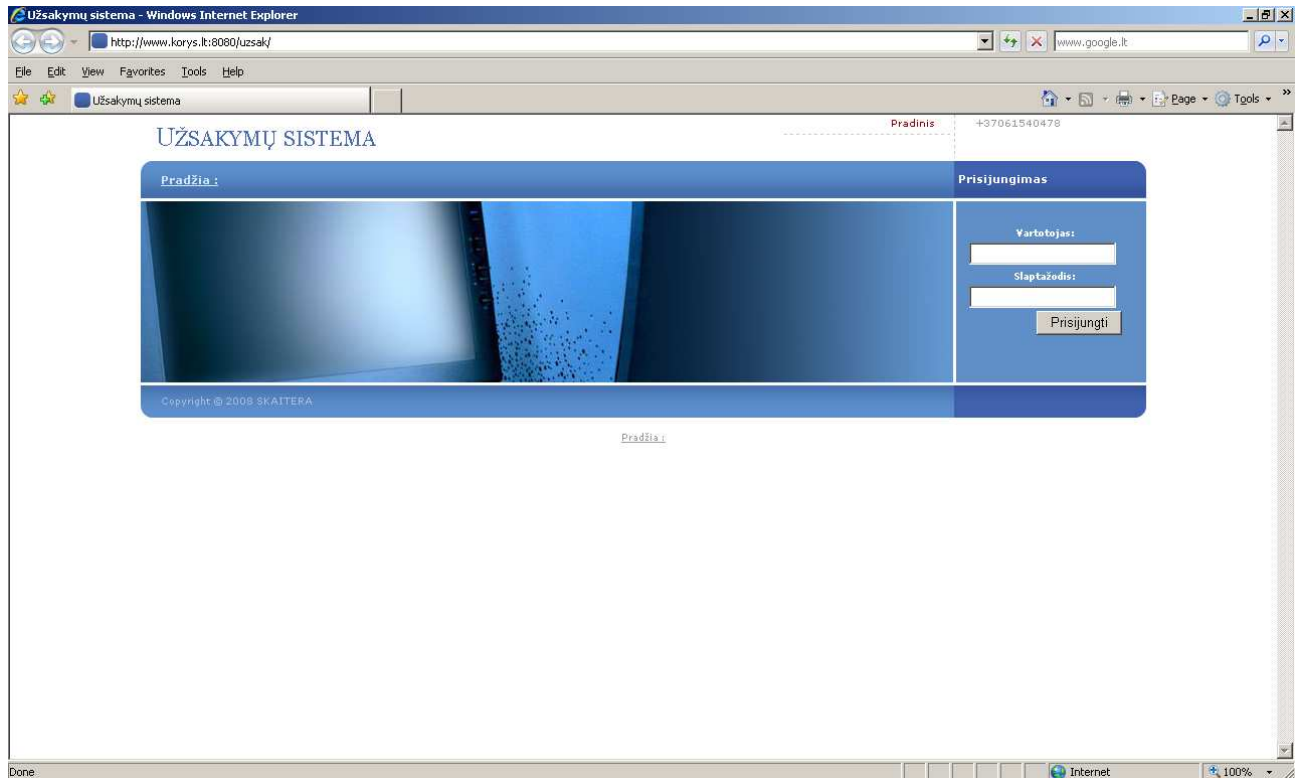 Užsakymų sistema - Windows Internet Explorer
http://www.korys.lt:8080/uzsak/
www.google.lt
File Edit View Favorites Tools Help
Užsakymų sistema
Page Tools »
UŽSAKYMŲ SISTEMA
Pradinis
+37061540478
Pradžia :
Prisijungimas
Vartotojas:
Slaptažodis:
Prisijungti
Copyright © 2008 SKAITERA
Pradžia :
Done
Internet
100%